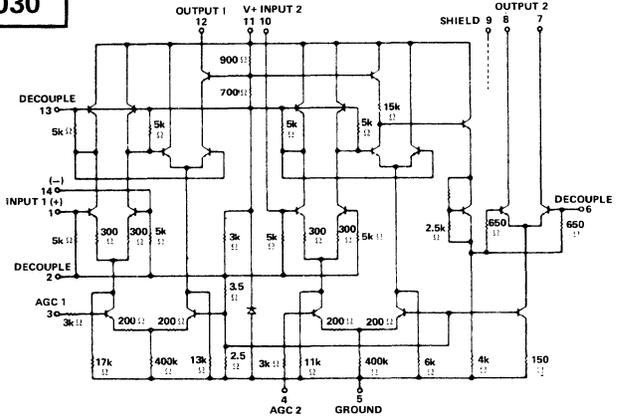 030
OUTPUT 1 V+ INPUT 2
12 11 10
OUTPUT 2
SHIELD 9 8 7
900 Ω
700 Ω
15k Ω
DECOUPLE
13
5k Ω
5k Ω
5k Ω
5k Ω
(−)
14
INPUT 1 (+)
1
DECOUPLE
6
5k Ω
300 Ω
300 Ω
5k Ω
3k Ω
5k Ω
300 Ω
300 Ω
5k Ω
2.5k Ω
650 Ω
650 Ω
DECOUPLE
2
3.5 Ω
AGC 1
3
3k Ω
200 Ω
200 Ω
200 Ω
200 Ω
17k Ω
400k Ω
13k Ω
2.5 Ω
3k Ω
11k Ω
400k Ω
6k Ω
4k Ω
150 Ω
4
AGC 2
5
GROUND